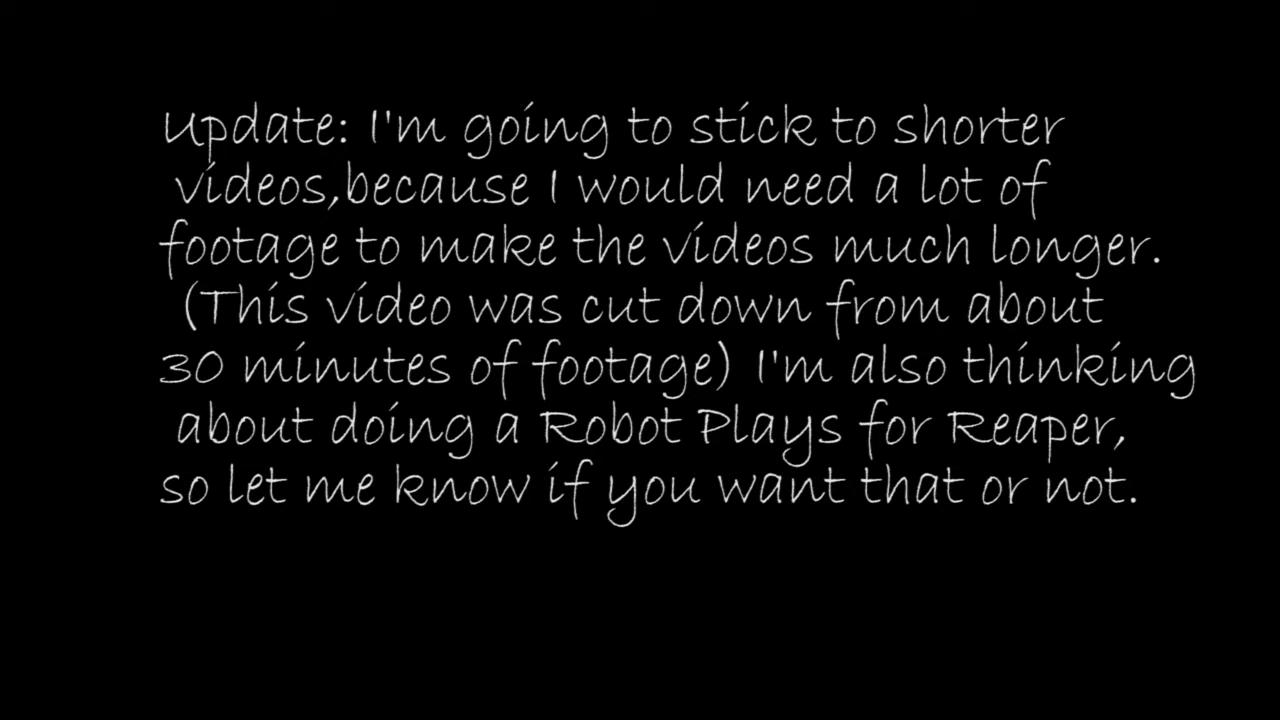 Update: I'm going to stick to shorter
videos,because I would need a lot of
footage to make the videos much longer.
(This video was cut down from about
30 minutes of footage) I'm also thinking
about doing a Robot Plays for Reaper,
so let me know if you want that or not.